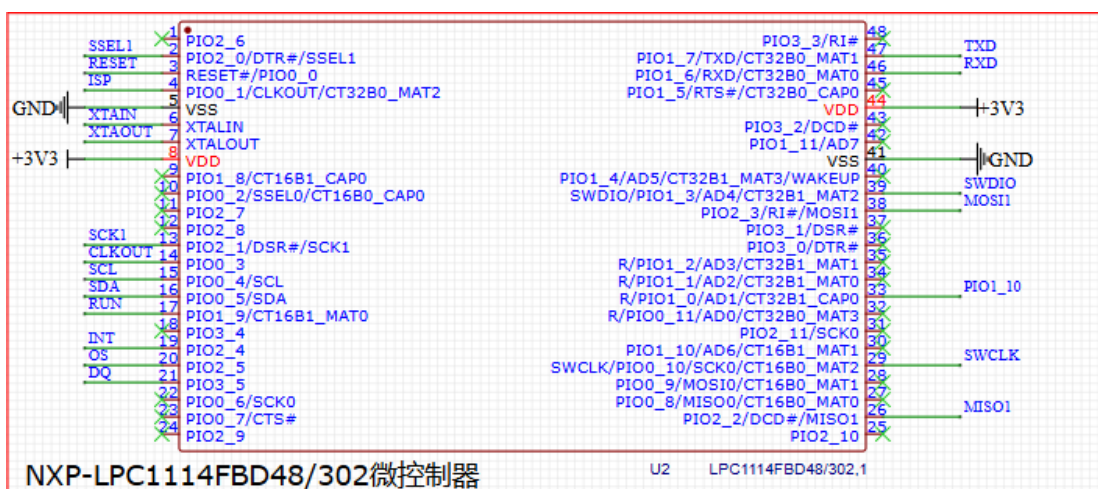 1 PIO2_6
SSEL1 2 PIO2_0/DTR#/SSEL1
RESET 3 RESET#/PIO0_0
ISP 4 PIO0_1/CLKOUT/CT32B0_MAT2
GND 5 VSS
XTAIN 6 XTALIN
XTAOUT 7 XTALOUT
+3V3 8 VDD
9 PIO1_8/CT16B1_CAP0
10 PIO0_2/SSEL0/CT16B0_CAP0
11 PIO2_7
12 PIO2_8
SCK1 13 PIO2_1/DSR#/SCK1
CLKOUT 14 PIO0_3
SCL 15 PIO0_4/SCL
SDA 16 PIO0_5/SDA
RUN 17 PIO1_9/CT16B1_MAT0
18 PIO3_4
INT 19 PIO2_4
OS 20 PIO2_5
DQ 21 PIO3_5
22 PIO0_6/SCK0
23 PIO0_7/CTS#
24 PIO2_9
PIO3_3/RI# 48
PIO1_7/TXD/CT32B0_MAT1 47 TXD
PIO1_6/RXD/CT32B0_MAT0 46 RXD
PIO1_5/RTS#/CT32B0_CAP0 45
VDD 44 +3V3
PIO3_2/DCD# 43
PIO1_11/AD7 42
VSS 41 GND
PIO1_4/AD5/CT32B1_MAT3/WAKEUP 40
SWDIO/PIO1_3/AD4/CT32B1_MAT2 39 SWDIO
PIO2_3/RI#/MOSI1 38 MOSI1
PIO3_1/DSR# 37
PIO3_0/DTR# 36
R/PIO1_2/AD3/CT32B1_MAT1 35
R/PIO1_1/AD2/CT32B1_MAT0 34
R/PIO1_0/AD1/CT32B1_CAP0 33 PIO1_10
R/PIO0_11/AD0/CT32B0_MAT3 32
PIO2_11/SCK0 31
PIO1_10/AD6/CT16B1_MAT1 30
SWCLK/PIO0_10/SCK0/CT16B0_MAT2 29 SWCLK
PIO0_9/MOSI0/CT16B0_MAT1 28
PIO0_8/MISO0/CT16B0_MAT0 27
PIO2_2/DCD#/MISO1 26 MISO1
PIO2_10 25
NXP-LPC1114FBD48/302微控制器
U2 LPC1114FBD48/302,1